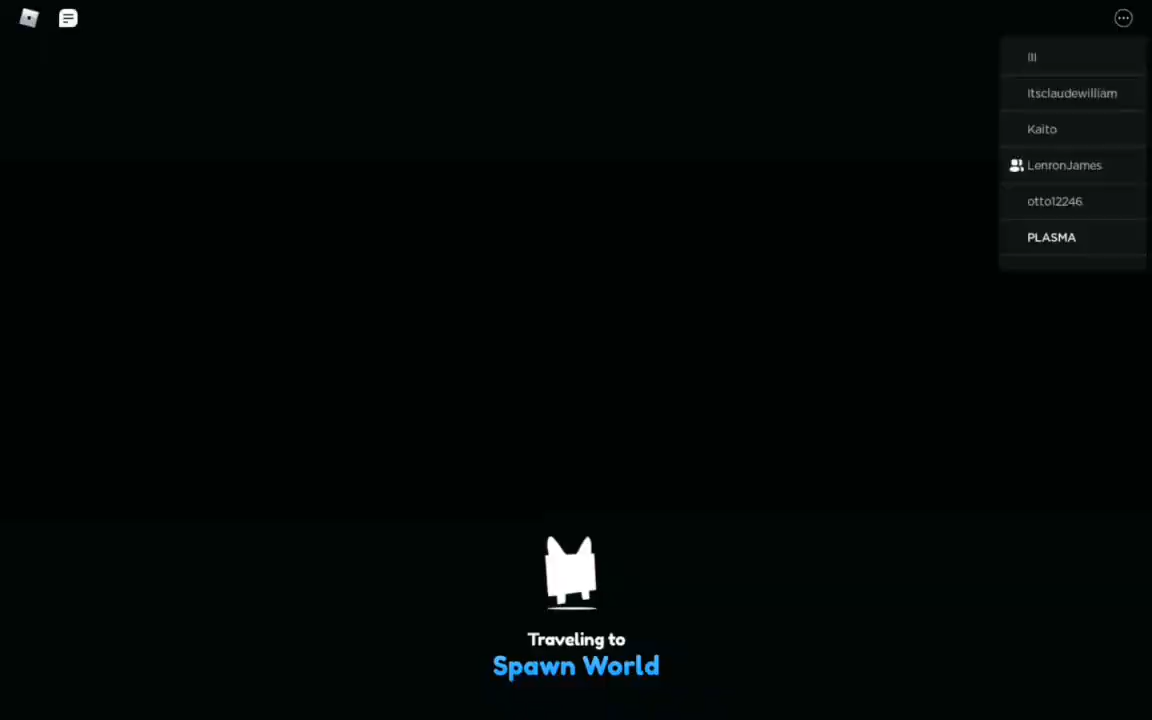 lll
Itsclaudewilliam
Kaito
LenronJames
otto12246
PLASMA
Traveling to
Spawn World